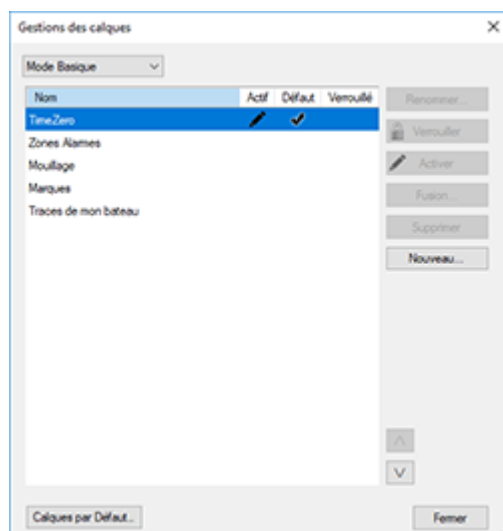 Gestions des calques
Mode Basique
Nom Actif Défaut Verrouillé
TimeZero
Zones Alarmes
Mouillage
Marques
Traces de mon bateau
Renommer...
Verrouiller
Activer
Fusion...
Supprimer
Nouveau...
Calques par Défaut...
Fermer